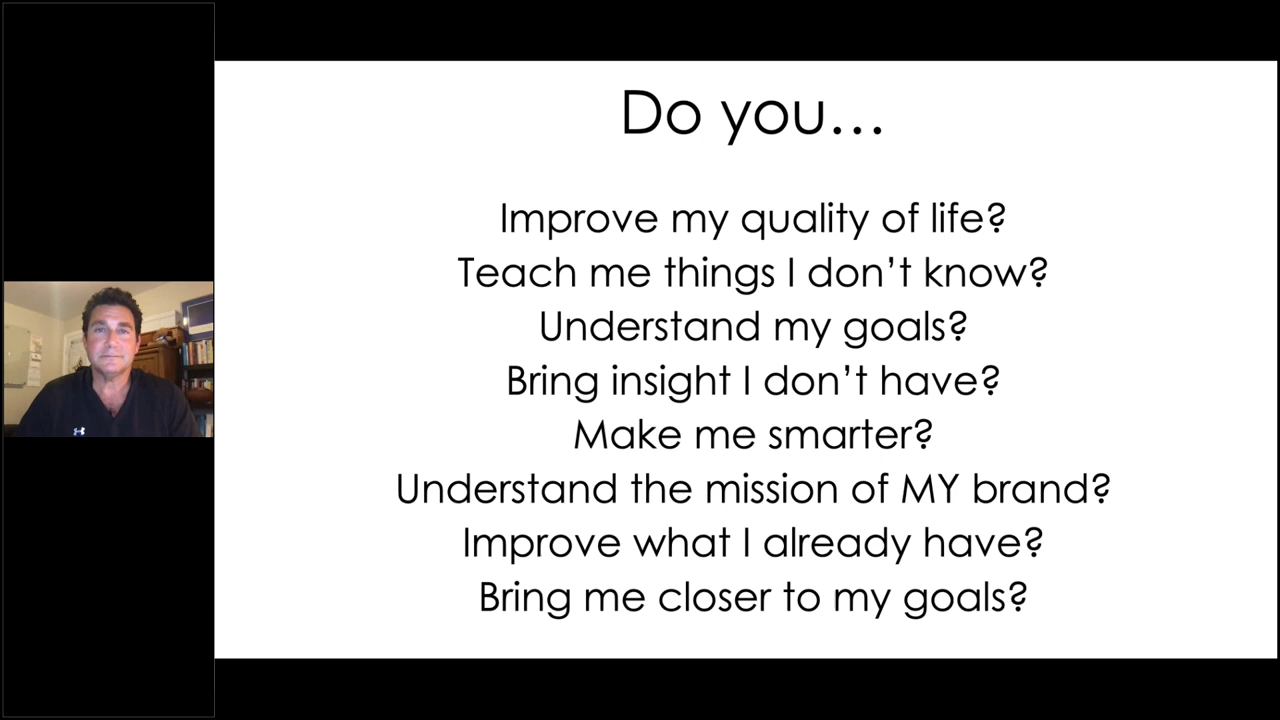 Do you...
Improve my quality of life?
Teach me things I don’t know?
Understand my goals?
Bring insight I don’t have?
Make me smarter?
Understand the mission of MY brand?
Improve what I already have?
Bring me closer to my goals?